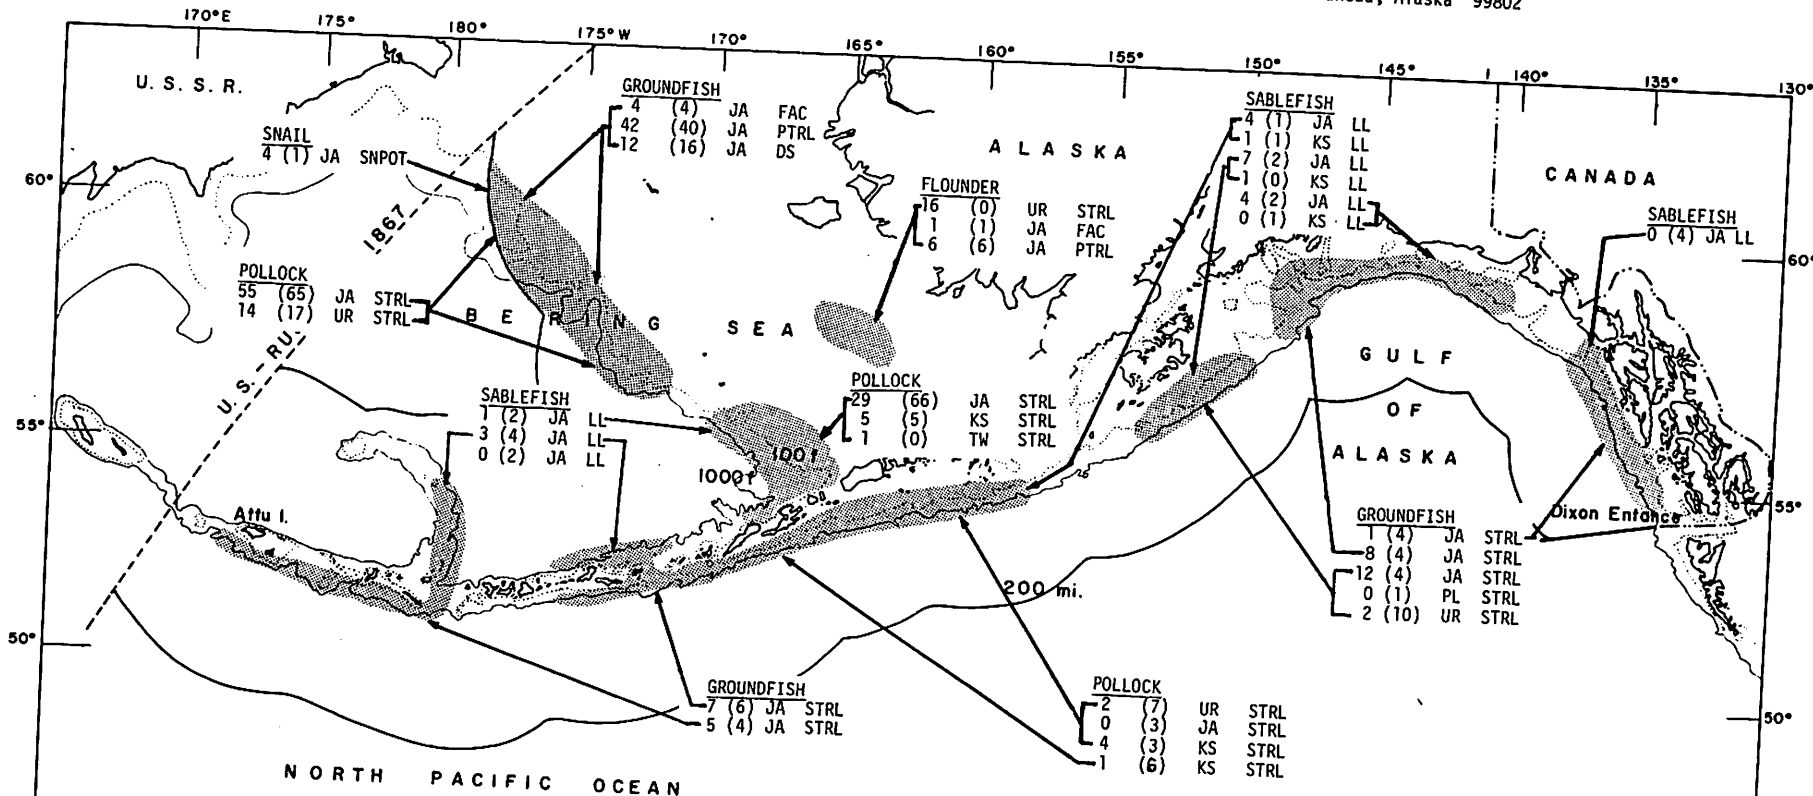 Alaska 99802
170°E 175° 180° 175°W 170° 165° 160° 155° 150° 145° 140° 135° 130°
U.S.S.R.
GROUNDFISH
4 (4) JA FAC
42 (40) JA PTRL
12 (16) JA DS
SNAIL
4 (1) JA SNPOT
ALASKA
SABLEFISH
4 (1) JA LL
1 (1) KS LL
7 (2) JA LL
1 (0) KS LL
4 (2) JA LL
0 (1) KS LL
CANADA
60°
FLOUNDER
16 (0) UR STRL
1 (1) JA FAC
6 (6) JA PTRL
SABLEFISH
0 (4) JA LL
60°
1867
POLLOCK
55 (65) JA STRL
14 (17) UR STRL
BERING SEA
U.S. RU.
GULF
OF
ALASKA
SABLEFISH
1 (2) JA LL
3 (4) JA LL
0 (2) JA LL
POLLOCK
29 (66) JA STRL
5 (5) KS STRL
1 (0) TW STRL
55°
100f
1000f
55°
Attu I.
Dixon Entance
GROUNDFISH
1 (4) JA STRL
8 (4) JA STRL
12 (4) JA STRL
0 (1) PL STRL
2 (10) UR STRL
200 mi.
50°
GROUNDFISH
7 (6) JA STRL
5 (4) JA STRL
POLLOCK
2 (7) UR STRL
0 (3) JA STRL
4 (3) KS STRL
1 (6) KS STRL
50°
NORTH PACIFIC OCEAN